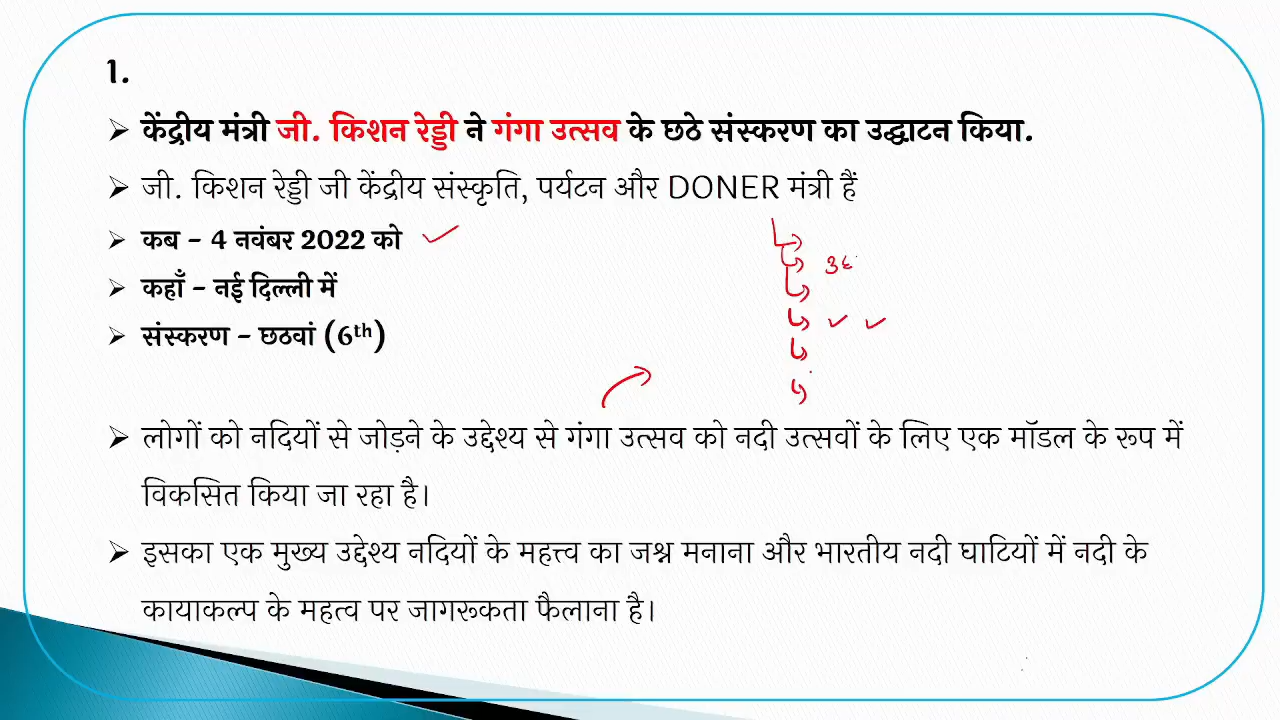 1.
➢ केंद्रीय मंत्री जी. किशन रेड्डी ने गंगा उत्सव के छठे संस्करण का उद्घाटन किया.
➢ जी. किशन रेड्डी जी केंद्रीय संस्कृति, पर्यटन और DONER मंत्री हैं
➢ कब – 4 नवंबर 2022 को
➢ कहाँ – नई दिल्ली में
➢ संस्करण – छठवां (6th)
➢ लोगों को नदियों से जोड़ने के उद्देश्य से गंगा उत्सव को नदी उत्सवों के लिए एक मॉडल के रूप में
विकसित किया जा रहा है।
➢ इसका एक मुख्य उद्देश्य नदियों के महत्त्व का जश्न मनाना और भारतीय नदी घाटियों में नदी के
कायाकल्प के महत्व पर जागरूकता फैलाना है।